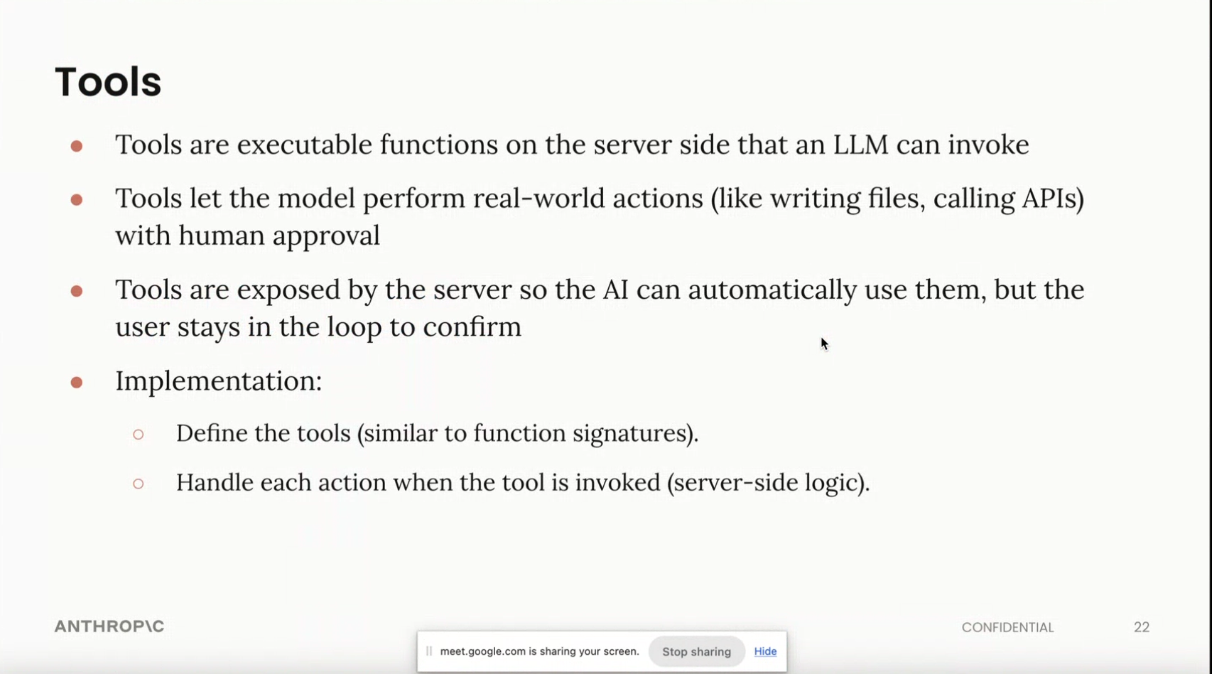 Tools
● Tools are executable functions on the server side that an LLM can invoke
● Tools let the model perform real-world actions (like writing files, calling APIs)
with human approval
● Tools are exposed by the server so the AI can automatically use them, but the
user stays in the loop to confirm
● Implementation:
○ Define the tools (similar to function signatures).
○ Handle each action when the tool is invoked (server-side logic).
ANTHROP\C
CONFIDENTIAL 22
meet.google.com is sharing your screen. Stop sharing Hide